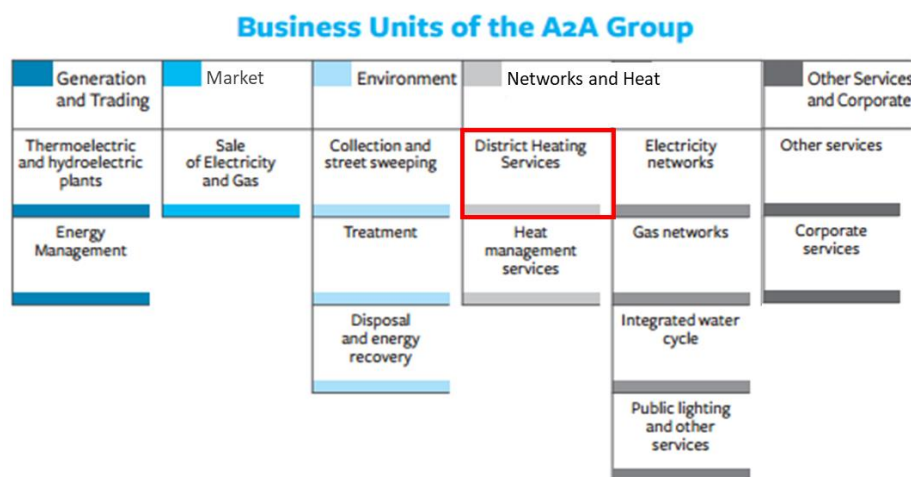 Business Units of the A2A Group
Generation
and Trading
Market
Environment
Networks and Heat
Other Services
and Corporate
Thermoelectric
and hydroelectric
plants
Sale
of Electricity
and Gas
Collection and
street sweeping
District Heating
Services
Electricity
networks
Other services
Energy
Management
Treatment
Heat
management
services
Gas networks
Corporate
services
Disposal
and energy
recovery
Integrated water
cycle
Public lighting
and other
services